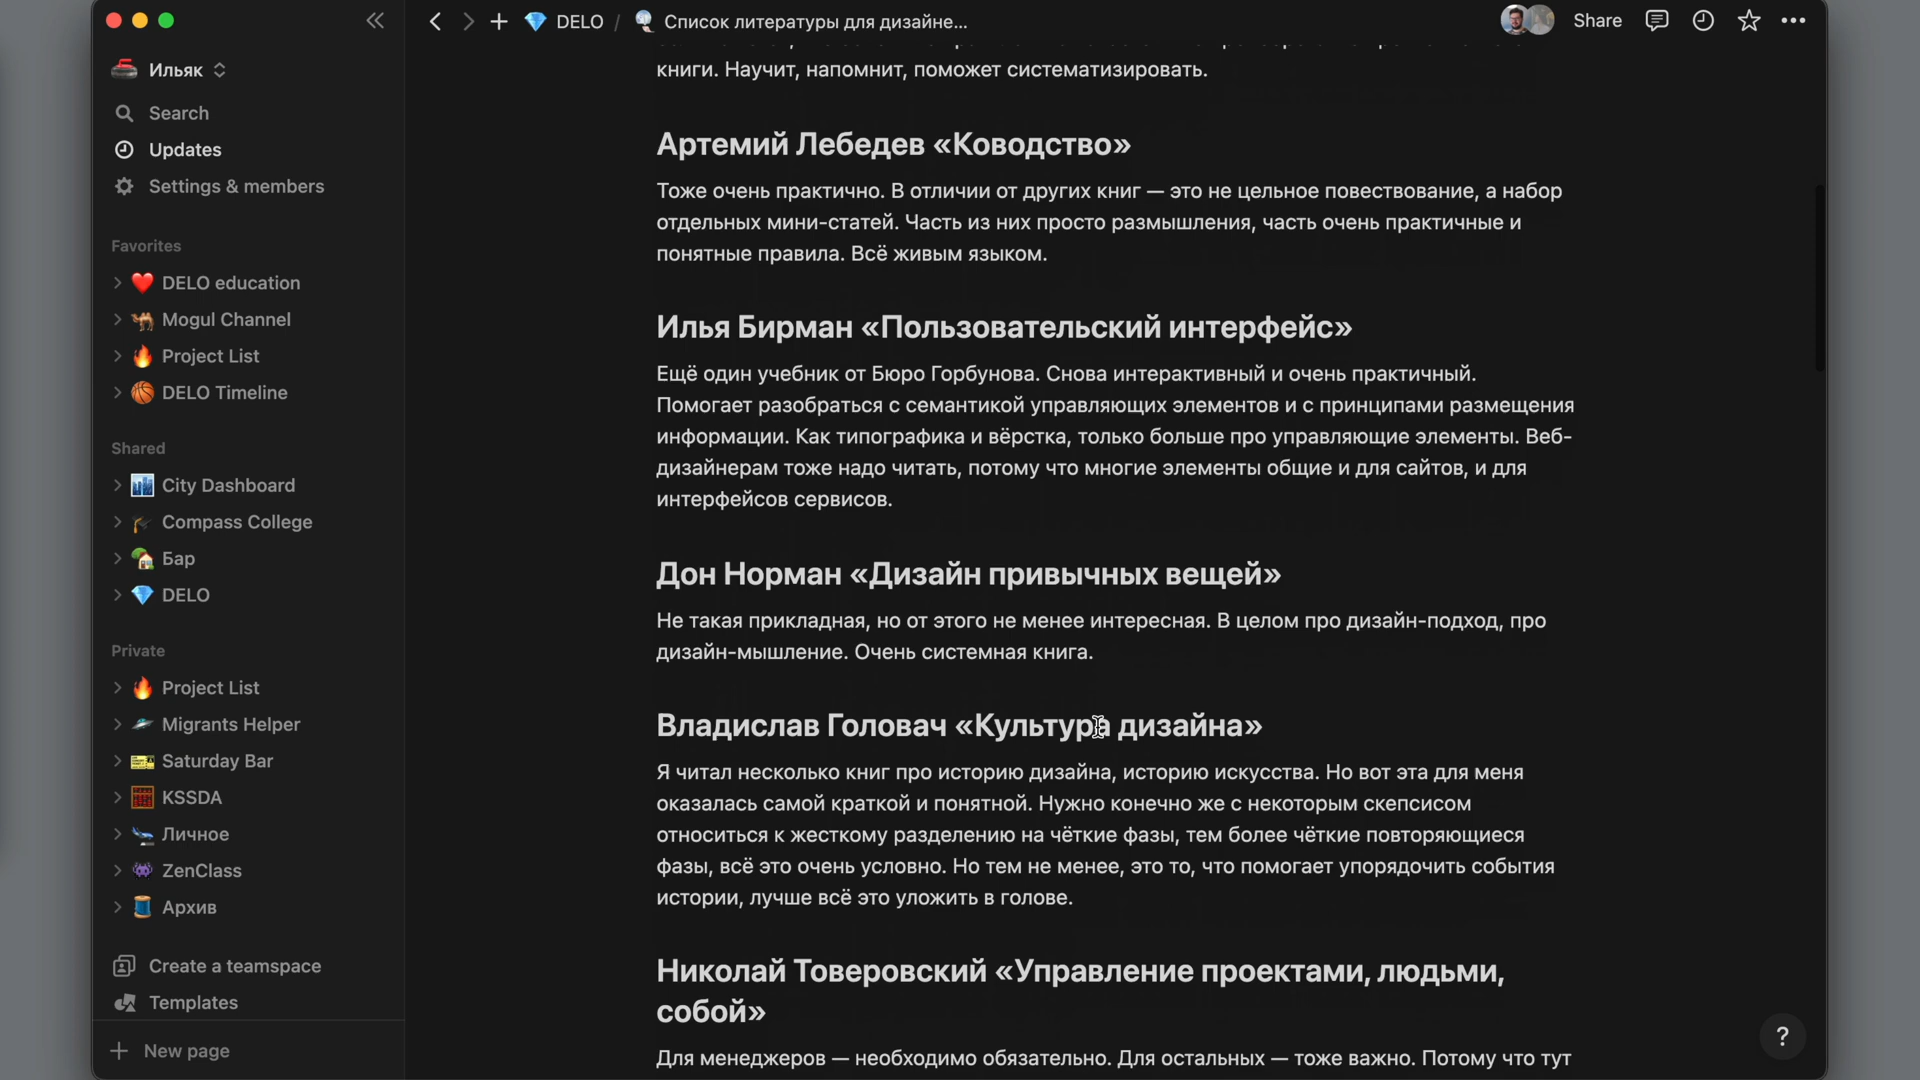 DELO / Список литературы для дизайне...
Share
Ильяк
Search
Updates
Settings & members
Favorites
DELO education
Mogul Channel
Project List
DELO Timeline
Shared
City Dashboard
Compass College
Бар
DELO
Private
Project List
Migrants Helper
Saturday Bar
KSSDA
Личное
ZenClass
Архив
Create a teamspace
Templates
New page
книги. Научит, напомнит, поможет систематизировать.
Артемий Лебедев «Ководство»
Тоже очень практично. В отличии от других книг — это не цельное повествование, а набор
отдельных мини-статей. Часть из них просто размышления, часть очень практичные и
понятные правила. Всё живым языком.
Илья Бирман «Пользовательский интерфейс»
Ещё один учебник от Бюро Горбунова. Снова интерактивный и очень практичный.
Помогает разобраться с семантикой управляющих элементов и с принципами размещения
информации. Как типографика и вёрстка, только больше про управляющие элементы. Веб-
дизайнерам тоже надо читать, потому что многие элементы общие и для сайтов, и для
интерфейсов сервисов.
Дон Норман «Дизайн привычных вещей»
Не такая прикладная, но от этого не менее интересная. В целом про дизайн-подход, про
дизайн-мышление. Очень системная книга.
Владислав Головач «Культура дизайна»
Я читал несколько книг про историю дизайна, историю искусства. Но вот эта для меня
оказалась самой краткой и понятной. Нужно конечно же с некоторым скепсисом
относиться к жесткому разделению на чёткие фазы, тем более чёткие повторяющиеся
фазы, всё это очень условно. Но тем не менее, это то, что помогает упорядочить события
истории, лучше всё это уложить в голове.
Николай Товеровский «Управление проектами, людьми,
собой»
Для менеджеров — необходимо обязательно. Для остальных — тоже важно. Потому что тут
?